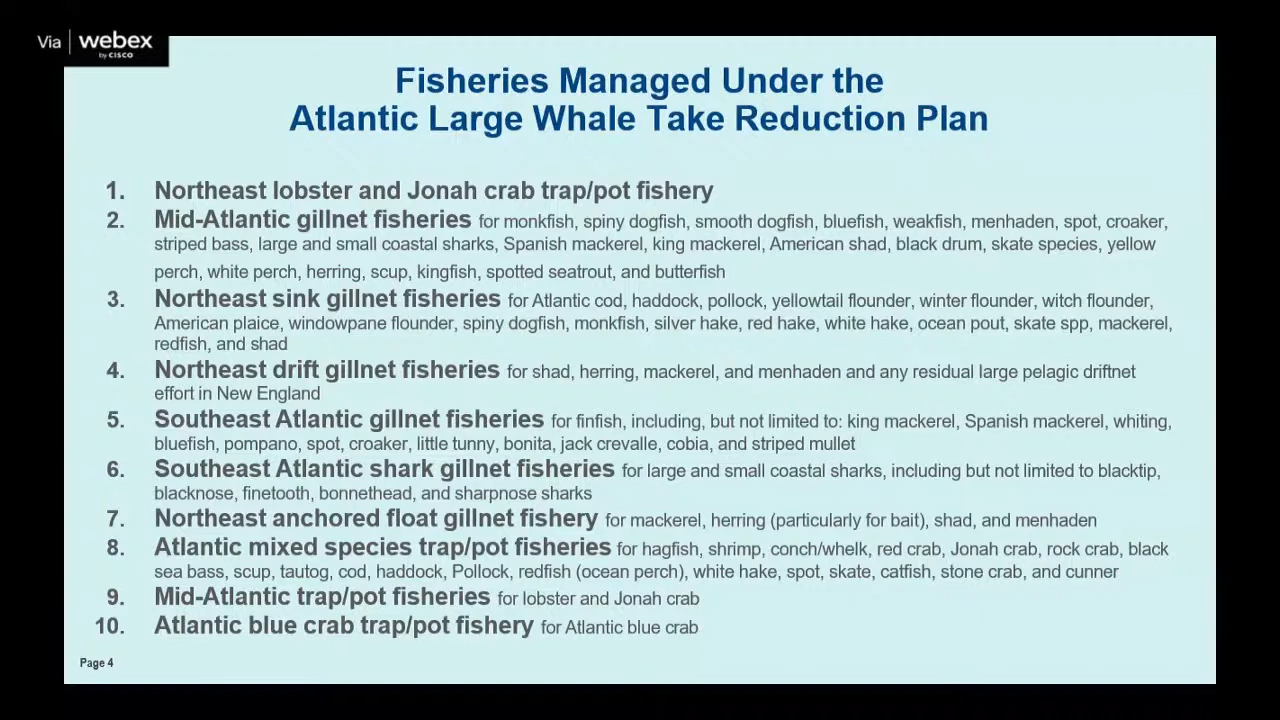 Via | webex
by CISCO
Fisheries Managed Under the
Atlantic Large Whale Take Reduction Plan
1. Northeast lobster and Jonah crab trap/pot fishery
2. Mid-Atlantic gillnet fisheries for monkfish, spiny dogfish, smooth dogfish, bluefish, weakfish, menhaden, spot, croaker,
striped bass, large and small coastal sharks, Spanish mackerel, king mackerel, American shad, black drum, skate species, yellow
perch, white perch, herring, scup, kingfish, spotted seatrout, and butterfish
3. Northeast sink gillnet fisheries for Atlantic cod, haddock, pollock, yellowtail flounder, winter flounder, witch flounder,
American plaice, windowpane flounder, spiny dogfish, monkfish, silver hake, red hake, white hake, ocean pout, skate spp, mackerel,
redfish, and shad
4. Northeast drift gillnet fisheries for shad, herring, mackerel, and menhaden and any residual large pelagic driftnet
effort in New England
5. Southeast Atlantic gillnet fisheries for finfish, including, but not limited to: king mackerel, Spanish mackerel, whiting,
bluefish, pompano, spot, croaker, little tunny, bonita, jack crevalle, cobia, and striped mullet
6. Southeast Atlantic shark gillnet fisheries for large and small coastal sharks, including but not limited to blacktip,
blacknose, finetooth, bonnethead, and sharpnose sharks
7. Northeast anchored float gillnet fishery for mackerel, herring (particularly for bait), shad, and menhaden
8. Atlantic mixed species trap/pot fisheries for hagfish, shrimp, conch/whelk, red crab, Jonah crab, rock crab, black
sea bass, scup, tautog, cod, haddock, Pollock, redfish (ocean perch), white hake, spot, skate, catfish, stone crab, and cunner
9. Mid-Atlantic trap/pot fisheries for lobster and Jonah crab
10. Atlantic blue crab trap/pot fishery for Atlantic blue crab
Page 4